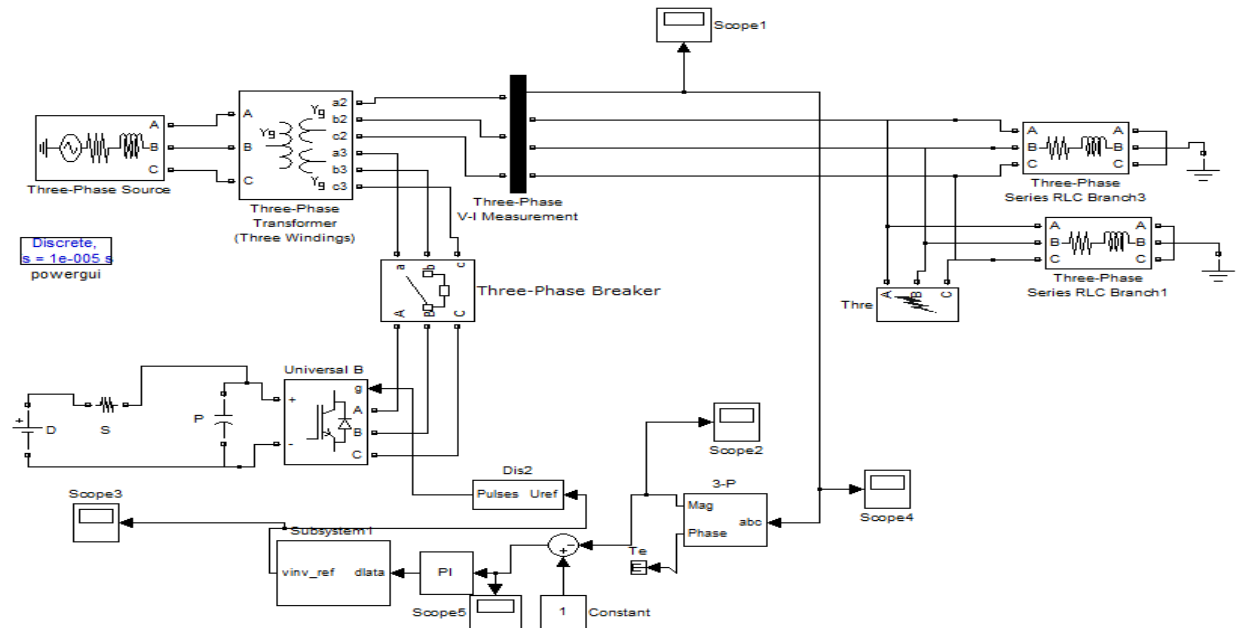 Scope1
A
B
C
Three-Phase Source
A
B
C
Yg
Yg
Yg
a2
b2
c2
a3
b3
c3
Three-Phase
Transformer
(Three Windings)
Three-Phase
V-I Measurement
A
B
C
A
B
C
Three-Phase
Series RLC Branch3
A
B
C
A
B
C
Three-Phase
Series RLC Branch1
A
B
C
Thre
Discrete,
s = 1e-005 s
powergui
a
b
c
A
B
C
Three-Phase Breaker
Universal B
g
+
A
B
-
C
+
D
S
P
Scope2
Dis2
Pulses
Uref
3-P
Mag
abc
Phase
Scope4
Scope3
Subsystem1
vinv_ref
dlata
PI
-
+
Te
Scope5
1
Constant